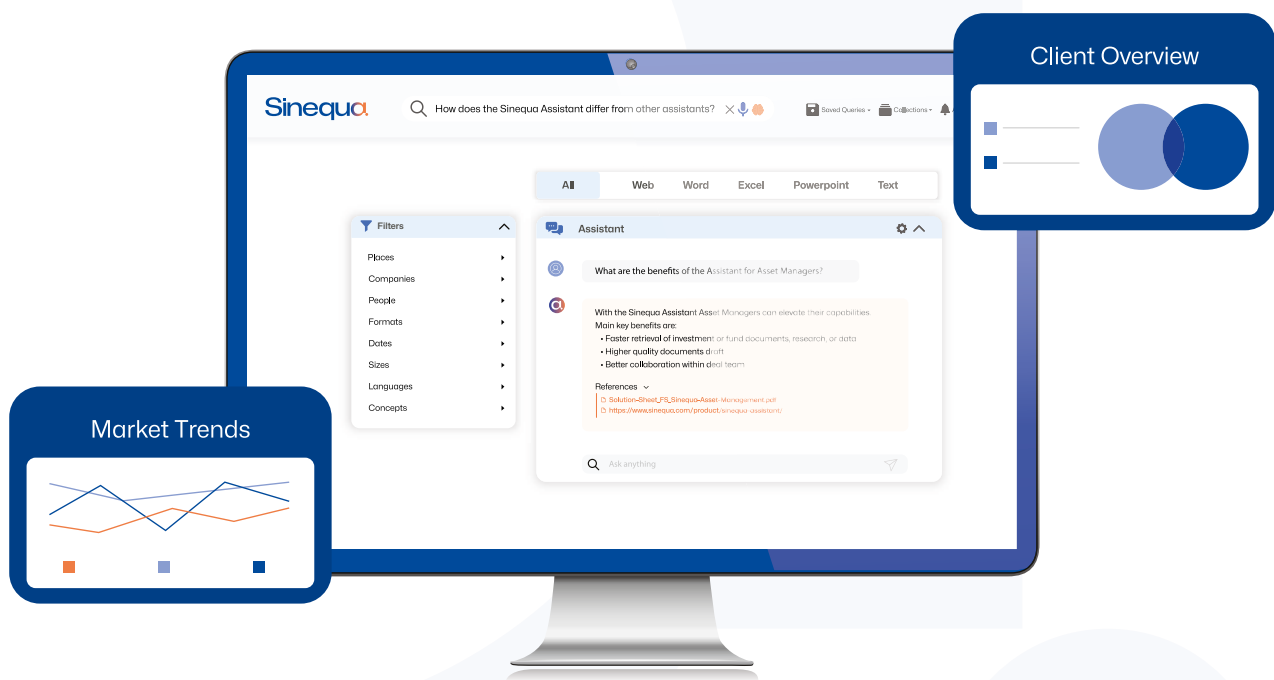 Client Overview
Sinequa
How does the Sinequa Assistant differ from other assistants?
Saved Queries
Collections
All
Web
Word
Excel
Powerpoint
Text
Filters
Places
Companies
People
Formats
Dates
Sizes
Languages
Concepts
Assistant
What are the benefits of the Assistant for Asset Managers?
With the Sinequa Assistant Asset Managers can elevate their capabilities
Main key benefits are:
• Faster retrieval of investment or fund documents, research, or data
• Higher quality documents draft
• Better collaboration within deal team
References
Solution-Sheet_FS_Sinequa-Asset-Management.pdf
https://www.sinequa.com/product/sinequa-assistant/
Ask anything
Market Trends